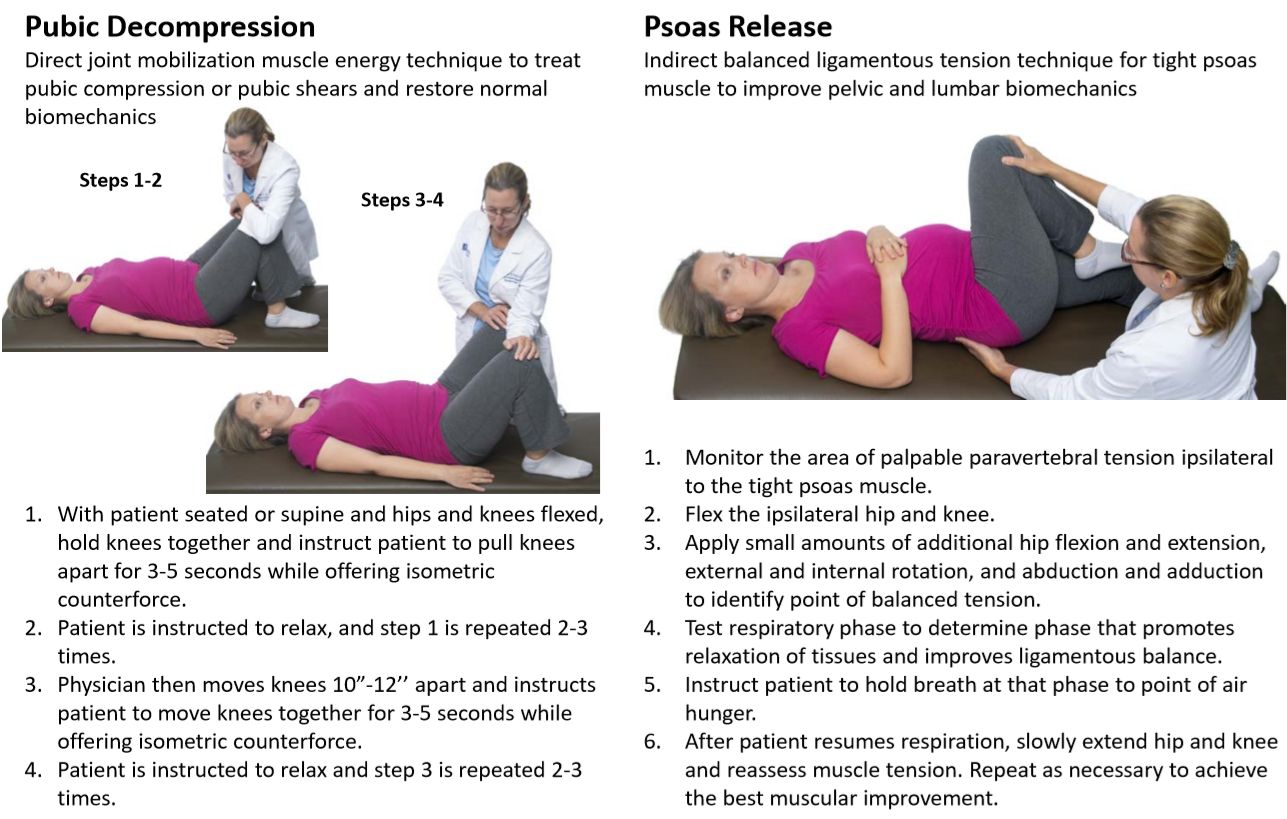 Pubic Decompression
Direct joint mobilization muscle energy technique to treat
pubic compression or pubic shears and restore normal
biomechanics
Steps 1-2
Steps 3-4
1. With patient seated or supine and hips and knees flexed,
hold knees together and instruct patient to pull knees
apart for 3-5 seconds while offering isometric
counterforce.
2. Patient is instructed to relax, and step 1 is repeated 2-3
times.
3. Physician then moves knees 10”-12’’ apart and instructs
patient to move knees together for 3-5 seconds while
offering isometric counterforce.
4. Patient is instructed to relax and step 3 is repeated 2-3
times.
Psoas Release
Indirect balanced ligamentous tension technique for tight psoas
muscle to improve pelvic and lumbar biomechanics
1. Monitor the area of palpable paravertebral tension ipsilateral
to the tight psoas muscle.
2. Flex the ipsilateral hip and knee.
3. Apply small amounts of additional hip flexion and extension,
external and internal rotation, and abduction and adduction
to identify point of balanced tension.
4. Test respiratory phase to determine phase that promotes
relaxation of tissues and improves ligamentous balance.
5. Instruct patient to hold breath at that phase to point of air
hunger.
6. After patient resumes respiration, slowly extend hip and knee
and reassess muscle tension. Repeat as necessary to achieve
the best muscular improvement.